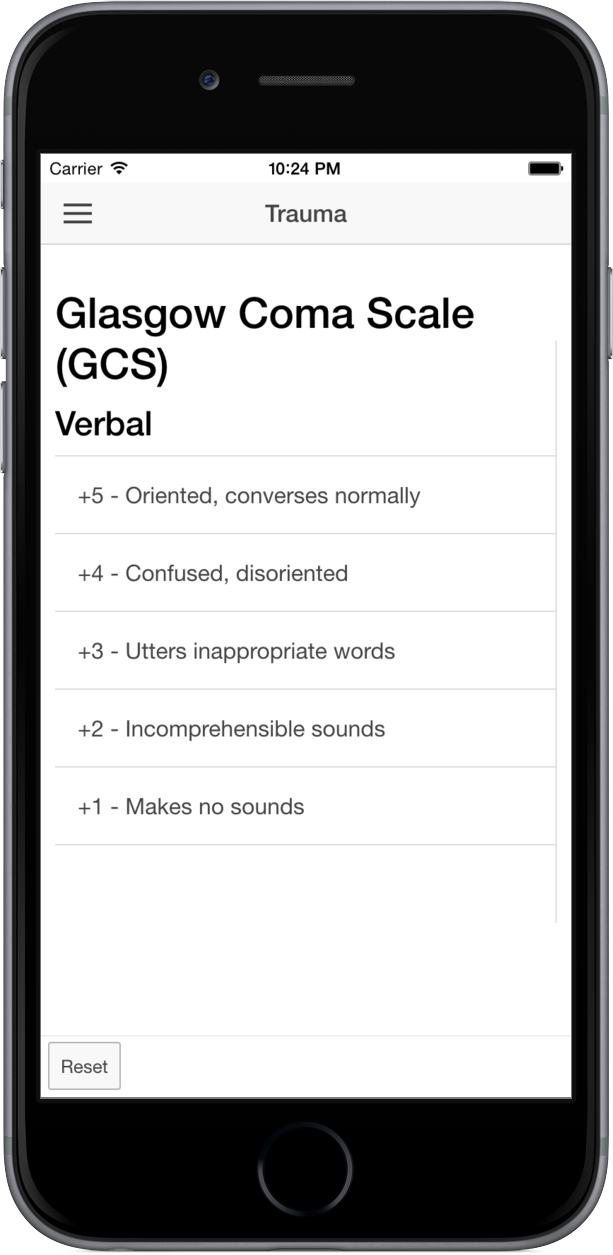 Carrier 10:24 PM
Trauma
Glasgow Coma Scale
(GCS)
Verbal
+5 - Oriented, converses normally
+4 - Confused, disoriented
+3 - Utters inappropriate words
+2 - Incomprehensible sounds
+1 - Makes no sounds
Reset